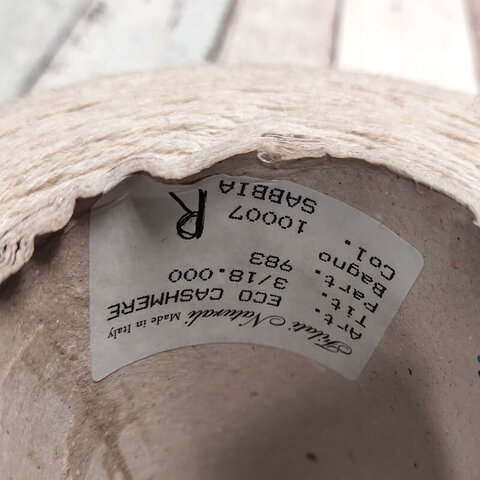 Filati Naturali Made in Italy
Art. ECO CASHMERE
Tit. 3/18.000
Part. 983
Bagno
Col. 10007
SABBIA
R